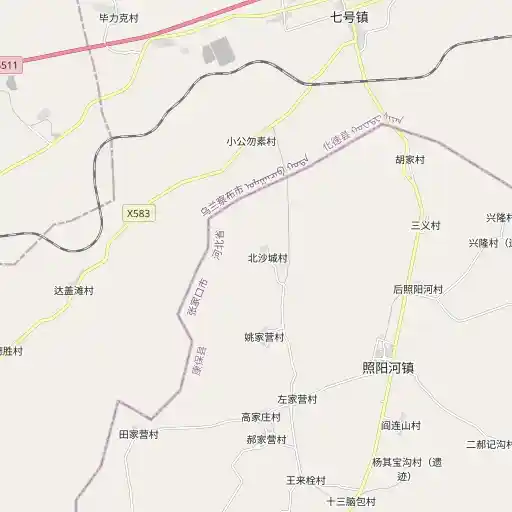 毕力克村
七号镇
G511
小公勿素村
化德县
胡家村
X583
乌兰察布市
兴隆村
三义村
河北省
兴隆村（遗
北沙城村
达盖滩村
后照阳河村
张家口市
姚家营村
德胜村
康保县
照阳河镇
左家营村
高家庄村
阎连山村
田家营村
郝家营村
二郝记沟村
杨其宝沟村（遗
迹）
王来栓村
十三脑包村